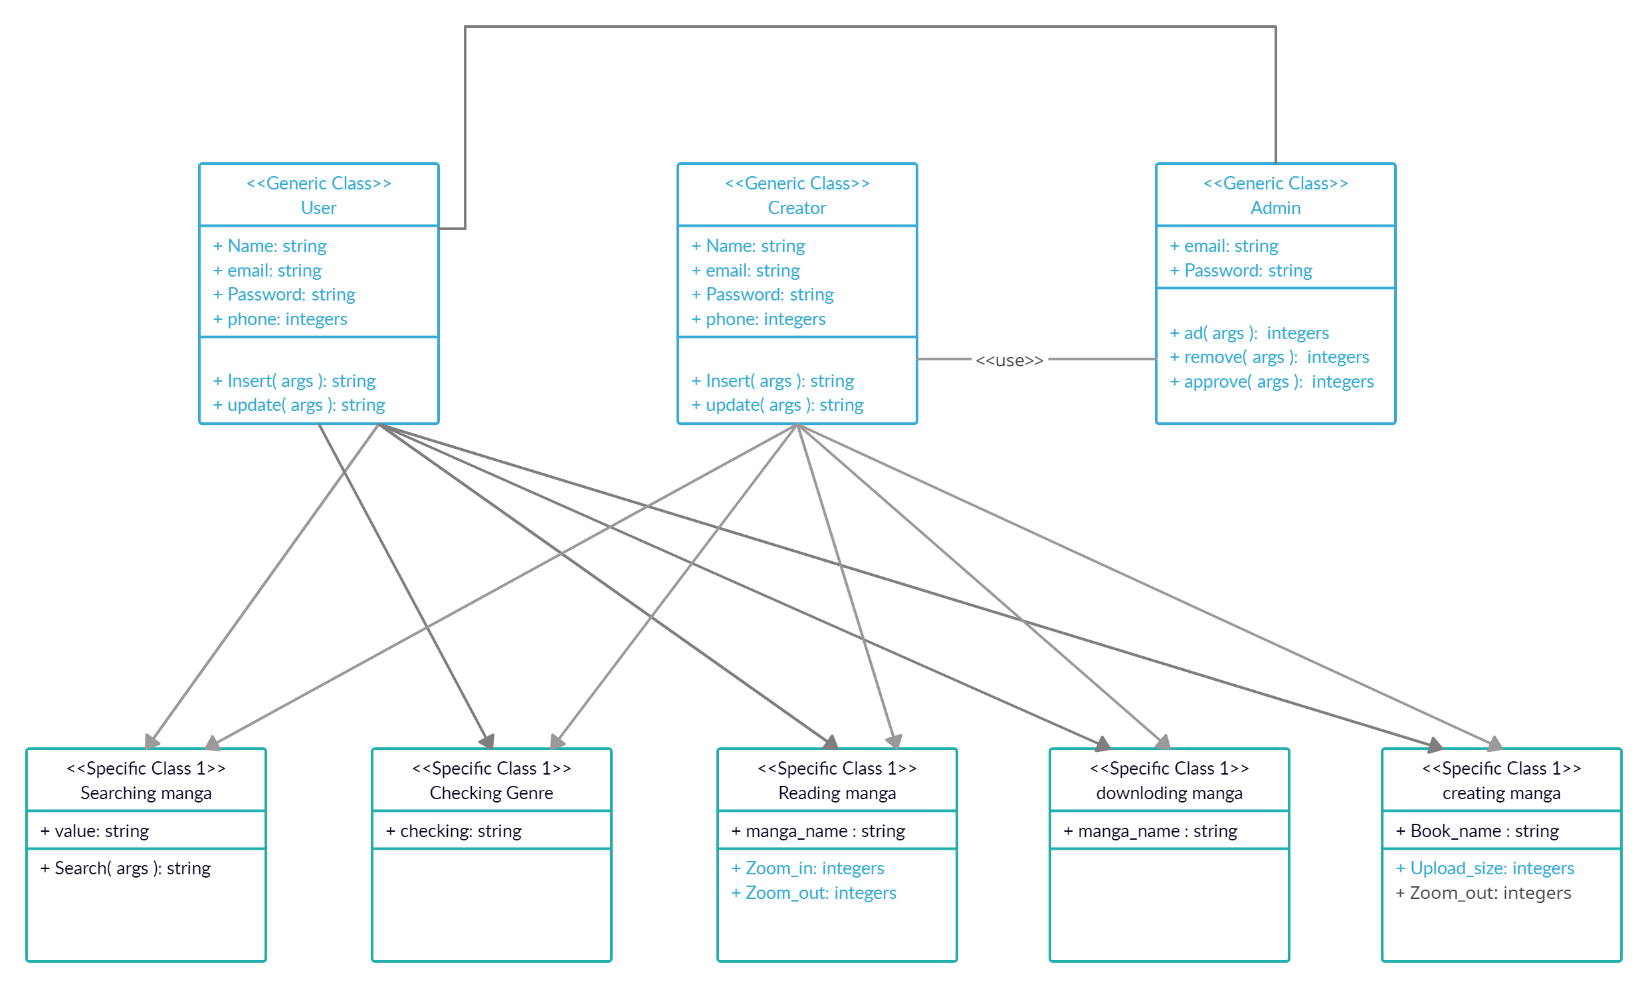 <<Generic Class>>
User
+ Name: string
+ email: string
+ Password: string
+ phone: integers
+ Insert( args ): string
+ update( args ): string
<<Generic Class>>
Creator
+ Name: string
+ email: string
+ Password: string
+ phone: integers
+ Insert( args ): string
+ update( args ): string
<<use>>
<<Generic Class>>
Admin
+ email: string
+ Password: string
+ ad( args ):  integers
+ remove( args ):  integers
+ approve( args ):  integers
<<Specific Class 1>>
Searching manga
+ value: string
+ Search( args ): string
<<Specific Class 1>>
Checking Genre
+ checking: string
<<Specific Class 1>>
Reading manga
+ manga_name : string
+ Zoom_in: integers
+ Zoom_out: integers
<<Specific Class 1>>
downloding manga
+ manga_name : string
<<Specific Class 1>>
creating manga
+ Book_name : string
+ Upload_size: integers
+ Zoom_out: integers